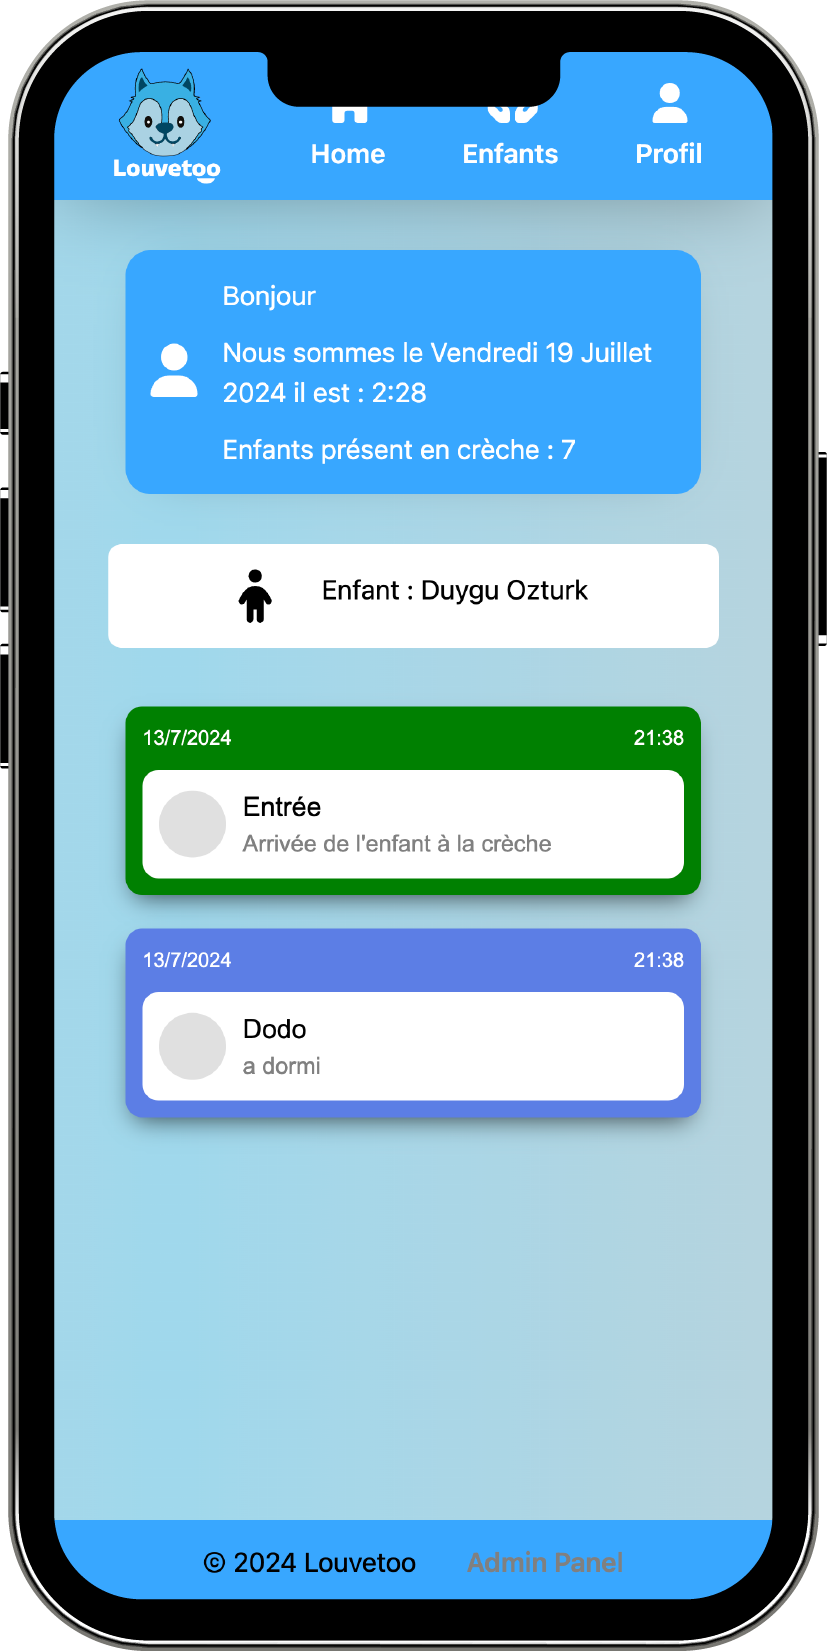 Louvetoo
Home
Enfants
Profil
Bonjour
Nous sommes le Vendredi 19 Juillet
2024 il est : 2:28
Enfants présent en crèche : 7
Enfant : Duygu Ozturk
13/7/2024 21:38
Entrée
Arrivée de l'enfant à la crèche
13/7/2024 21:38
Dodo
a dormi
© 2024 Louvetoo Admin Panel